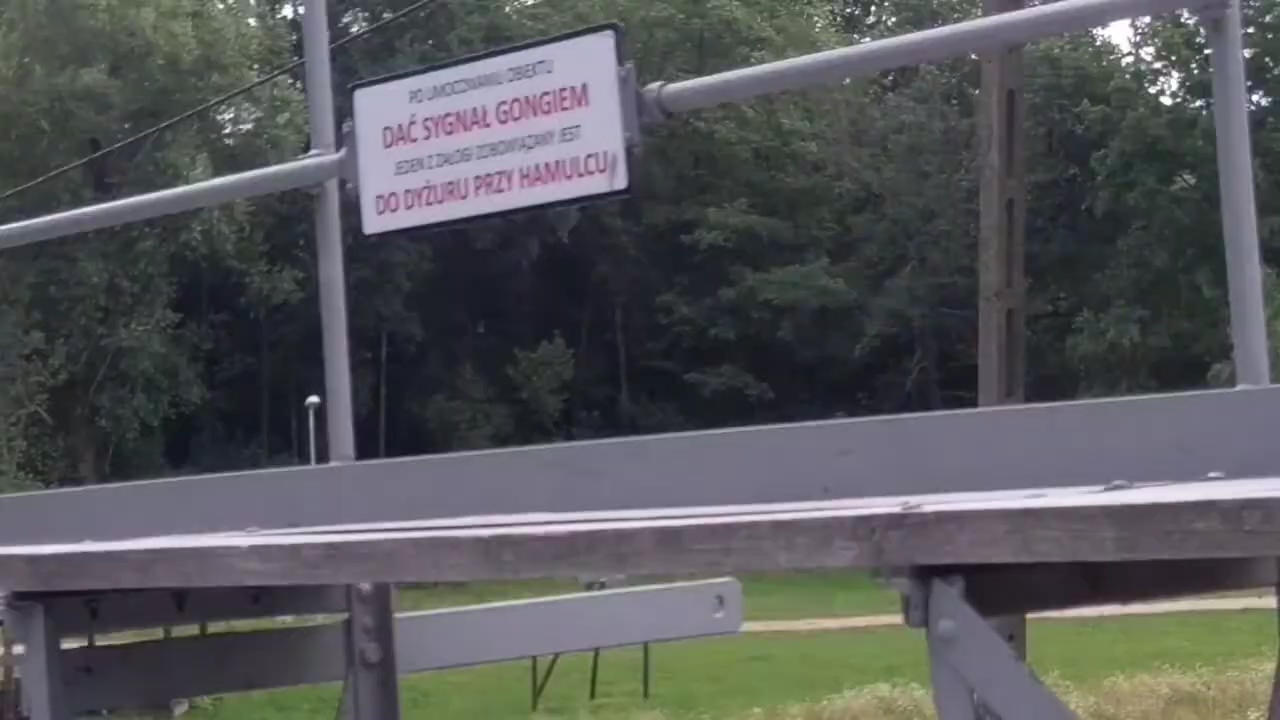 PO UMOCOWANIU OBIEKTU
DAĆ SYGNAŁ GONGIEM
JEDEN Z ZAŁOGI ZOBOWIĄZANY JEST
DO DYŻURU PRZY HAMULCU